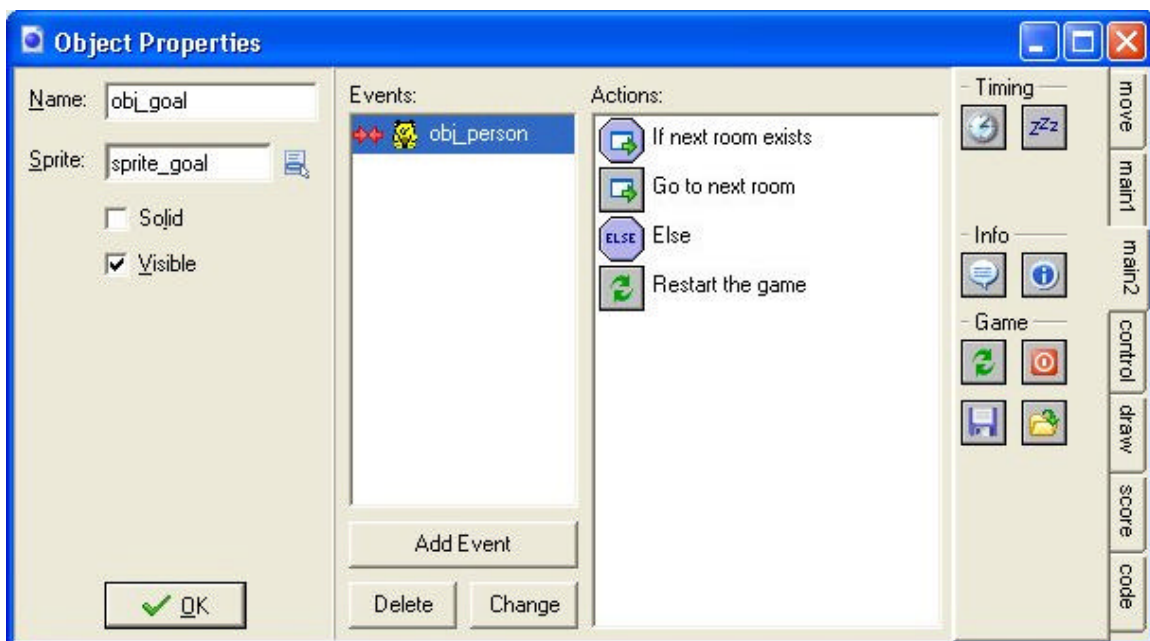 Object Properties
Name: obj_goal
Sprite: sprite_goal
Solid
Visible
OK
Events:
obj_person
Add Event
Delete Change
Actions:
If next room exists
Go to next room
ELSE Else
Restart the game
Timing
zZz
Info
Game
move
main1
main2
control
draw
score
code